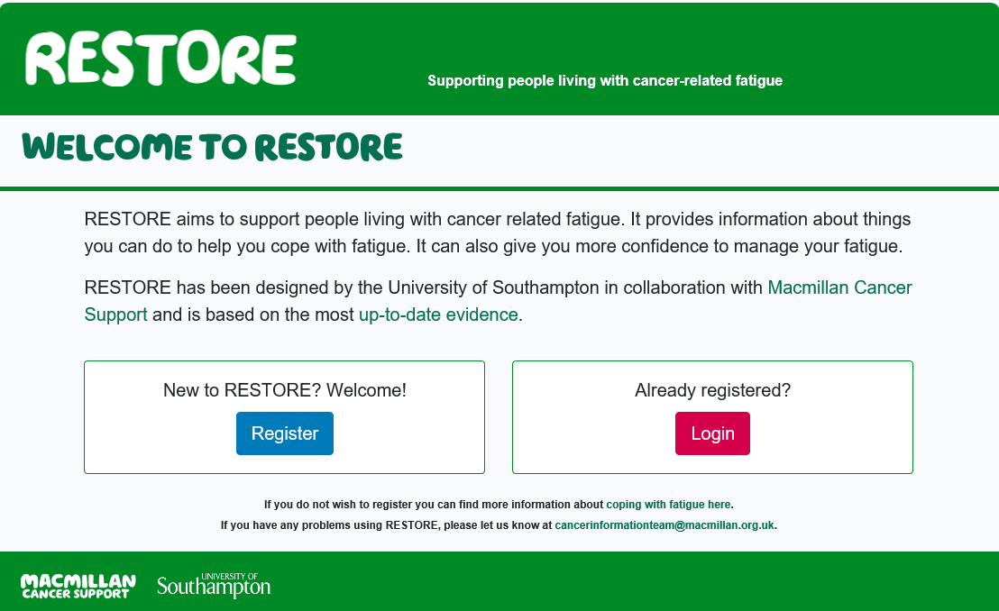 RESTORE
Supporting people living with cancer-related fatigue
WELCOME TO RESTORE
RESTORE aims to support people living with cancer related fatigue. It provides information about things
you can do to help you cope with fatigue. It can also give you more confidence to manage your fatigue.
RESTORE has been designed by the University of Southampton in collaboration with Macmillan Cancer
Support and is based on the most up-to-date evidence.
New to RESTORE? Welcome!
Register
Already registered?
Login
If you do not wish to register you can find more information about coping with fatigue here.
If you have any problems using RESTORE, please let us know at cancerinformationteam@macmillan.org.uk.
MACMILLAN
CANCER SUPPORT
UNIVERSITY OF
Southampton